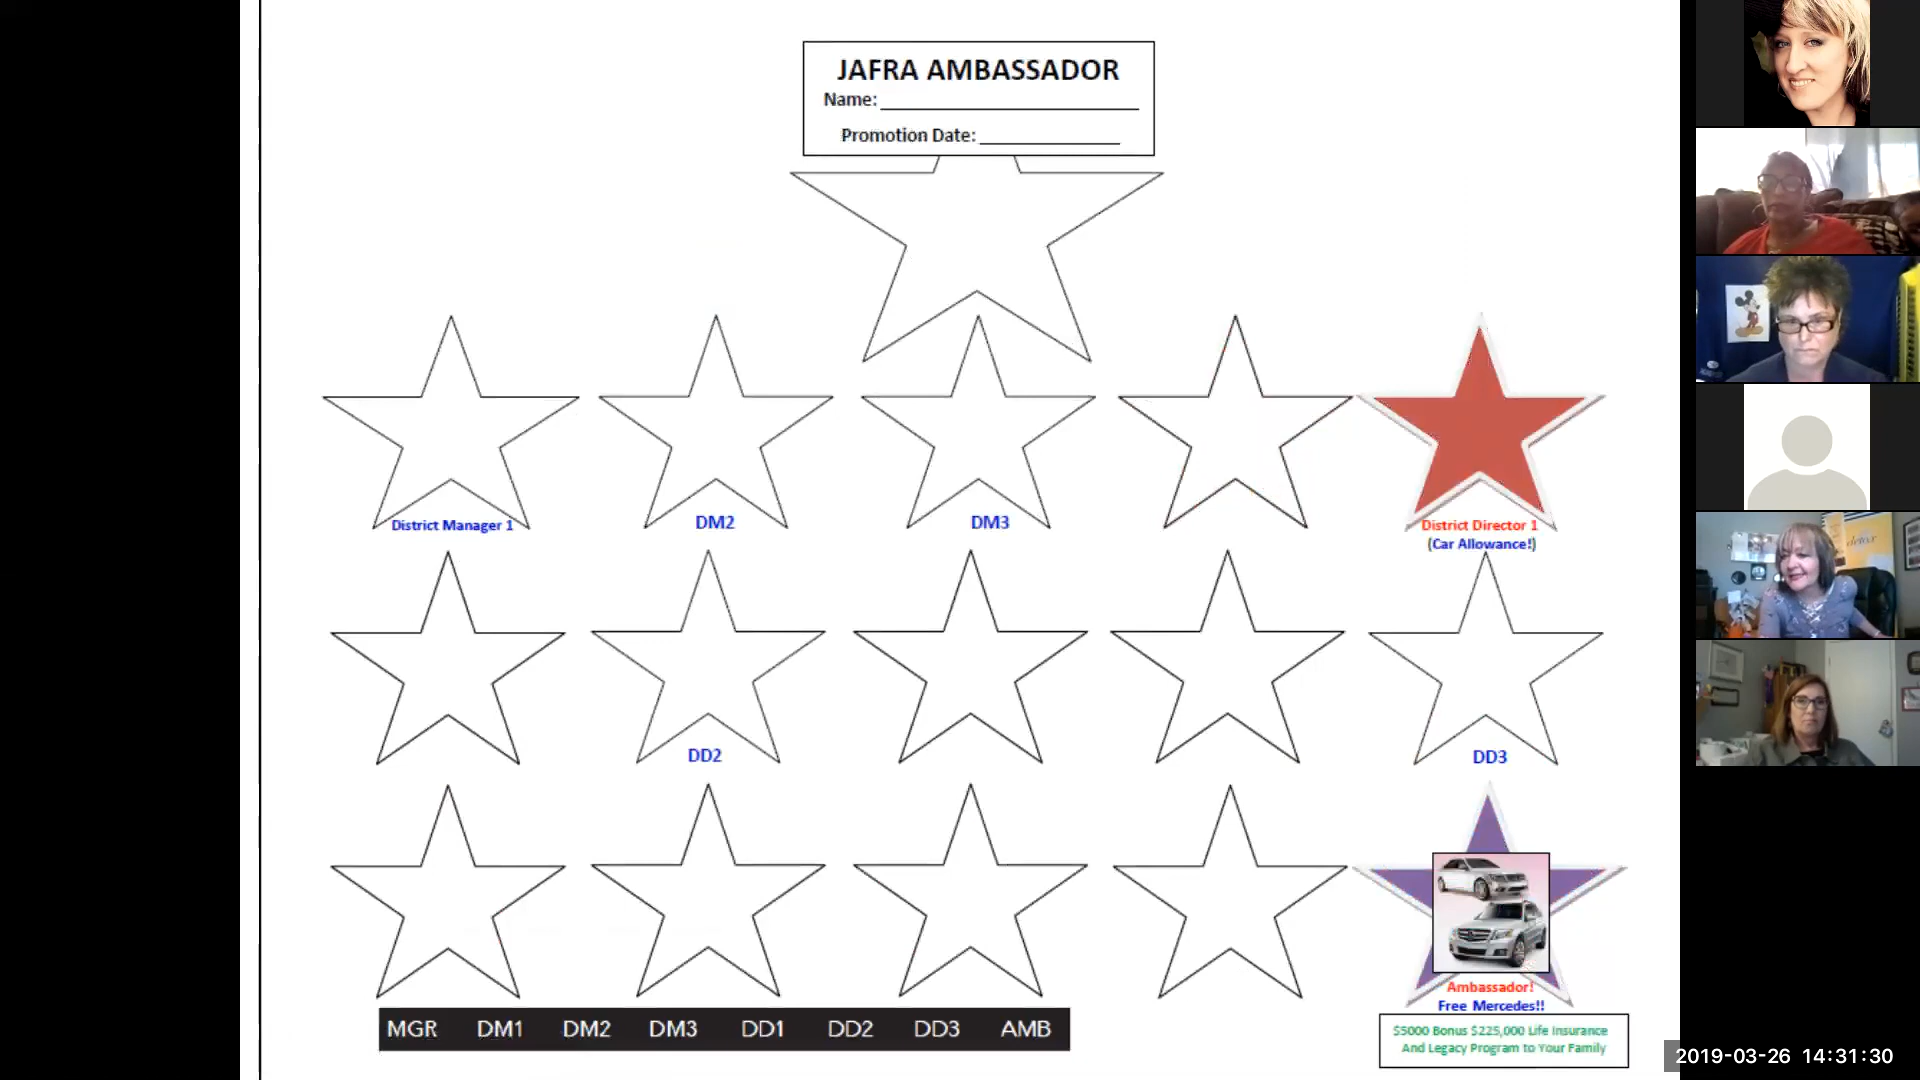 JAFRA AMBASSADOR
Name:
Promotion Date:
District Manager 1
DM2
DM3
District Director 1
(Car Allowance!)
DD2
DD3
Ambassador!
Free Mercedes!!
$5000 Bonus $225,000 Life Insurance
And Legacy Program to Your Family
MGR DM1 DM2 DM3 DD1 DD2 DD3 AMB
detox
2019-03-26 14:31:30